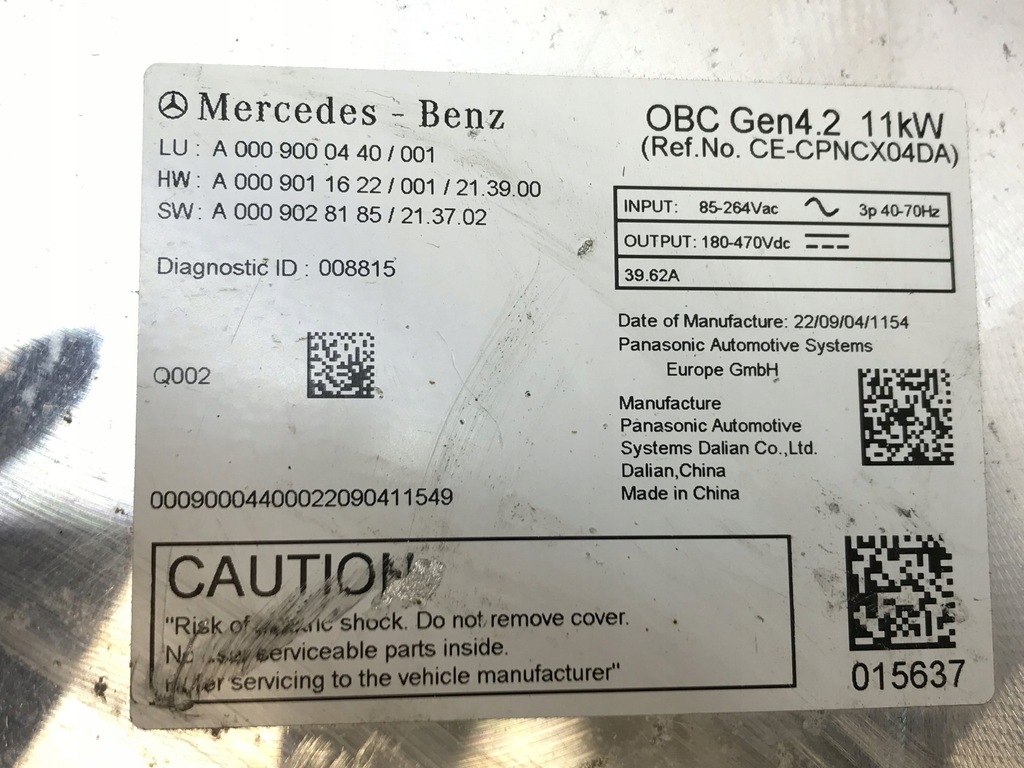 Mercedes - Benz
LU : A 000 900 04 40 / 001
HW : A 000 901 16 22 / 001 / 21.39.00
SW : A 000 902 81 85 / 21.37.02
Diagnostic ID : 008815
Q002
00090004400022090411549
OBC Gen4.2 11kW
(Ref.No. CE-CPNCX04DA)
INPUT: 85-264Vac 3p 40-70Hz
OUTPUT: 180-470Vdc
39.62A
Date of Manufacture: 22/09/04/1154
Panasonic Automotive Systems
Europe GmbH
Manufacture
Panasonic Automotive
Systems Dalian Co.,Ltd.
Dalian,China
Made in China
015637
CAUTION
"Risk of shock. Do not remove cover.
No serviceable parts inside.
servicing to the vehicle manufacturer"